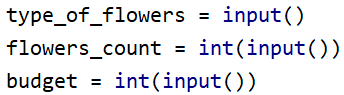 type_of_flowers = input()
flowers_count = int(input())
budget = int(input())